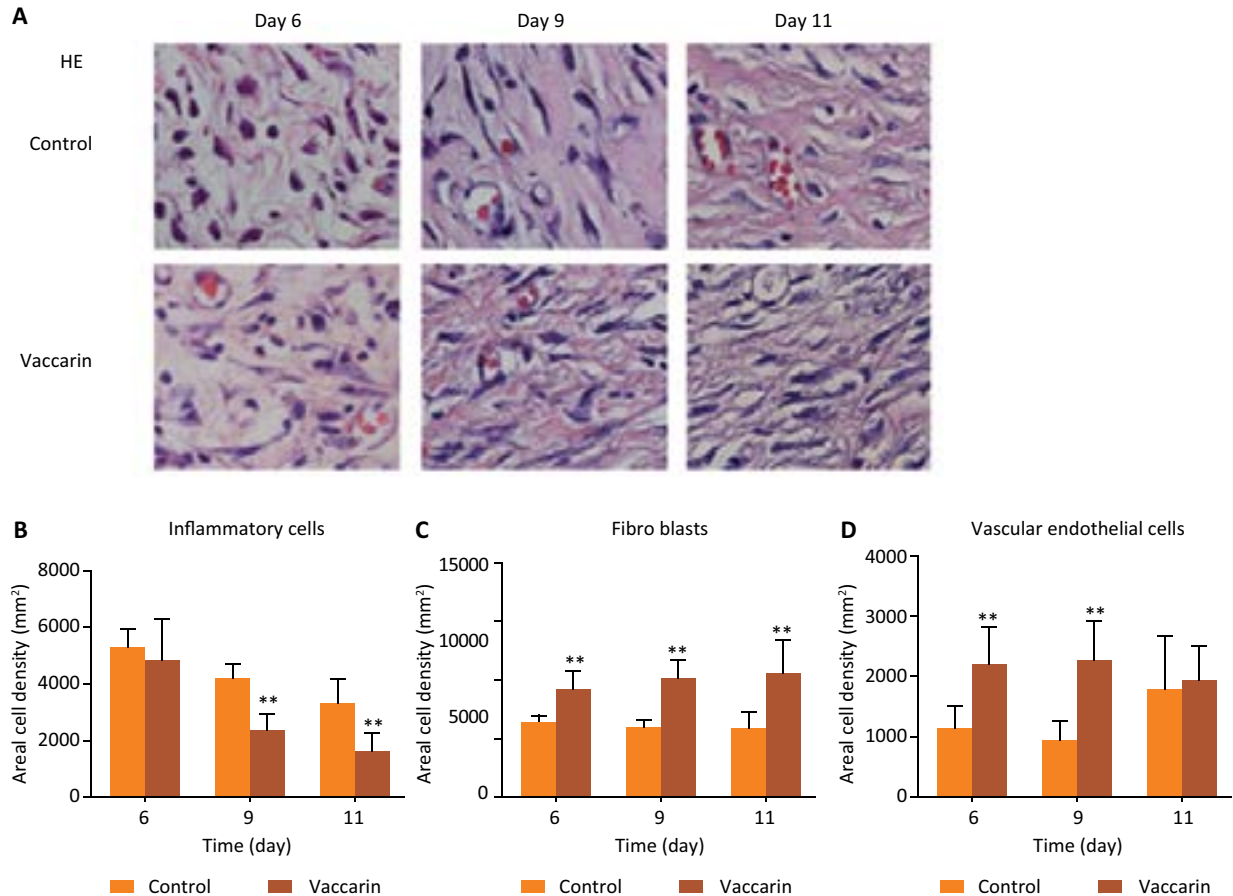 A
Day 6 Day 9 Day 11
HE
Control
Vaccarin
B Inflammatory cells
Areal cell density (mm²)
8000
6000
4000
2000
0
** **
6 9 11
Time (day)
Control Vaccarin
C Fibro blasts
Areal cell density (mm²)
15000
10000
5000
0
** ** **
6 9 11
Time (day)
Control Vaccarin
D Vascular endothelial cells
Areal cell density (mm²)
4000
3000
2000
1000
0
** **
6 9 11
Time (day)
Control Vaccarin